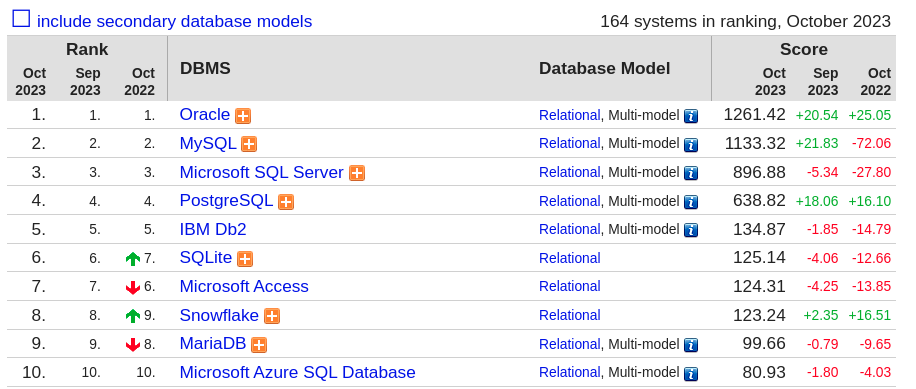 include secondary database models 164 systems in ranking, October 2023
Rank Score
DBMS Database Model
Oct Sep Oct Oct Sep Oct
2023 2023 2022 2023 2023 2022
1. 1. 1. Oracle Relational, Multi-model 1261.42 +20.54 +25.05
2. 2. 2. MySQL Relational, Multi-model 1133.32 +21.83 -72.06
3. 3. 3. Microsoft SQL Server Relational, Multi-model 896.88 -5.34 -27.80
4. 4. 4. PostgreSQL Relational, Multi-model 638.82 +18.06 +16.10
5. 5. 5. IBM Db2 Relational, Multi-model 134.87 -1.85 -14.79
6. 6. 7. SQLite Relational 125.14 -4.06 -12.66
7. 7. 6. Microsoft Access Relational 124.31 -4.25 -13.85
8. 8. 9. Snowflake Relational 123.24 +2.35 +16.51
9. 9. 8. MariaDB Relational, Multi-model 99.66 -0.79 -9.65
10. 10. 10. Microsoft Azure SQL Database Relational, Multi-model 80.93 -1.80 -4.03